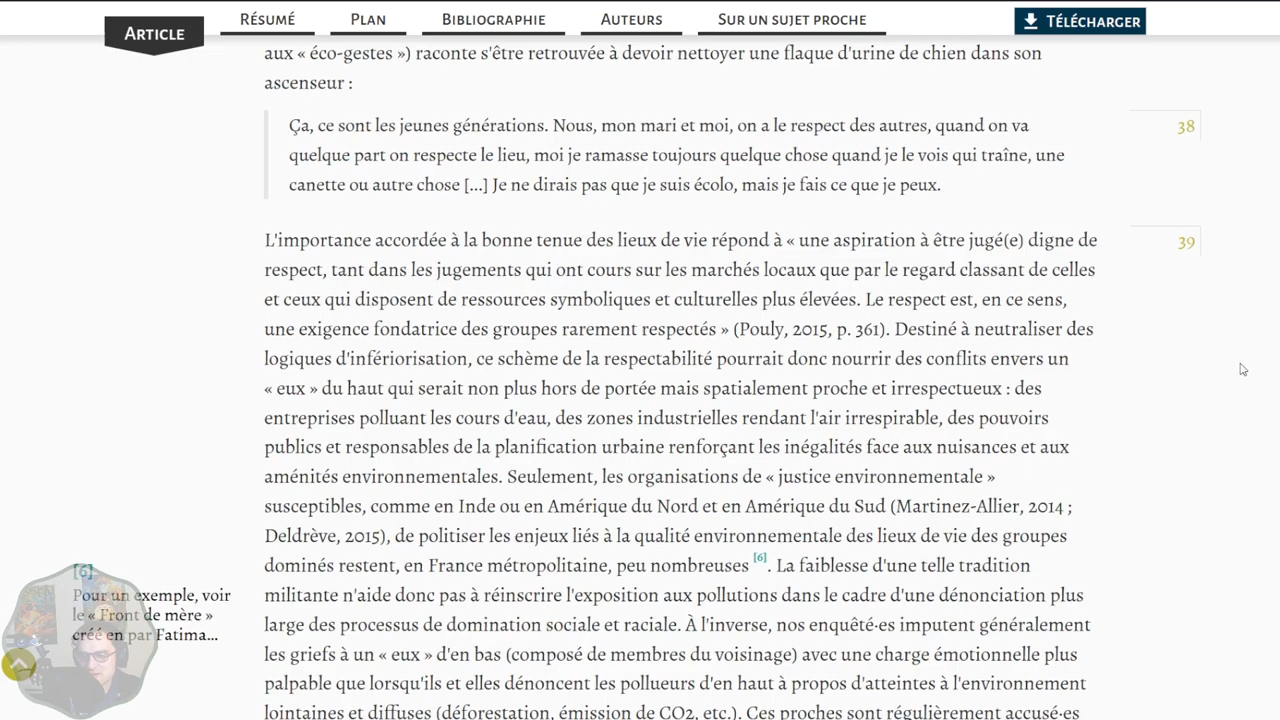 ARTICLE
RÉSUMÉ
PLAN
BIBLIOGRAPHIE
AUTEURS
SUR UN SUJET PROCHE
TÉLÉCHARGER
aux « éco-gestes ») raconte s'être retrouvée à devoir nettoyer une flaque d'urine de chien dans son
ascenseur :
Ça, ce sont les jeunes générations. Nous, mon mari et moi, on a le respect des autres, quand on va
38
quelque part on respecte le lieu, moi je ramasse toujours quelque chose quand je le vois qui traîne, une
canette ou autre chose [...] Je ne dirais pas que je suis écolo, mais je fais ce que je peux.
L'importance accordée à la bonne tenue des lieux de vie répond à « une aspiration à être jugé(e) digne de
39
respect, tant dans les jugements qui ont cours sur les marchés locaux que par le regard classant de celles
et ceux qui disposent de ressources symboliques et culturelles plus élevées. Le respect est, en ce sens,
une exigence fondatrice des groupes rarement respectés » (Pouly, 2015, p. 361). Destiné à neutraliser des
logiques d'infériorisation, ce schème de la respectabilité pourrait donc nourrir des conflits envers un
« eux » du haut qui serait non plus hors de portée mais spatialement proche et irrespectueux : des
entreprises polluant les cours d'eau, des zones industrielles rendant l'air irrespirable, des pouvoirs
publics et responsables de la planification urbaine renforçant les inégalités face aux nuisances et aux
aménités environnementales. Seulement, les organisations de « justice environnementale »
susceptibles, comme en Inde ou en Amérique du Nord et en Amérique du Sud (Martinez-Allier, 2014 ;
Deldrève, 2015), de politiser les enjeux liés à la qualité environnementale des lieux de vie des groupes
dominés restent, en France métropolitaine, peu nombreuses [6]. La faiblesse d'une telle tradition
militante n'aide donc pas à réinscrire l'exposition aux pollutions dans le cadre d'une dénonciation plus
large des processus de domination sociale et raciale. À l'inverse, nos enquêté·es imputent généralement
les griefs à un « eux » d'en bas (composé de membres du voisinage) avec une charge émotionnelle plus
palpable que lorsqu'ils et elles dénoncent les pollueurs d'en haut à propos d'atteintes à l'environnement
lointaines et diffuses (déforestation, émission de CO2, etc.). Ces proches sont régulièrement accusé·es
[6]
Pour un exemple, voir
le « Front de mère »
créé en par Fatima...